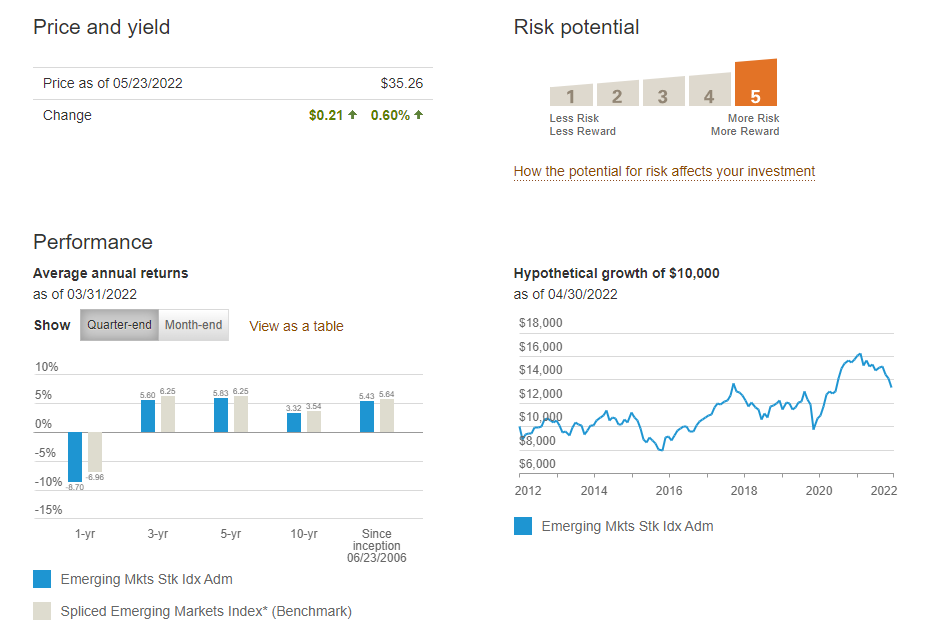 Price and yield
Price as of 05/23/2022 $35.26
Change $0.21 0.60%
Risk potential
1 2 3 4 5
Less Risk More Risk
Less Reward More Reward
How the potential for risk affects your investment
Performance
Average annual returns
as of 03/31/2022
Show Quarter-end Month-end View as a table
10%
5%
0%
-5%
-10%
-15%
-8.70 -6.96
5.60 6.25
5.83 6.25
3.32 3.54
5.43 5.64
1-yr 3-yr 5-yr 10-yr Since
inception
06/23/2006
Emerging Mkts Stk Idx Adm
Spliced Emerging Markets Index* (Benchmark)
Hypothetical growth of $10,000
as of 04/30/2022
$18,000
$16,000
$14,000
$12,000
$10,000
$8,000
$6,000
2012 2014 2016 2018 2020 2022
Emerging Mkts Stk Idx Adm